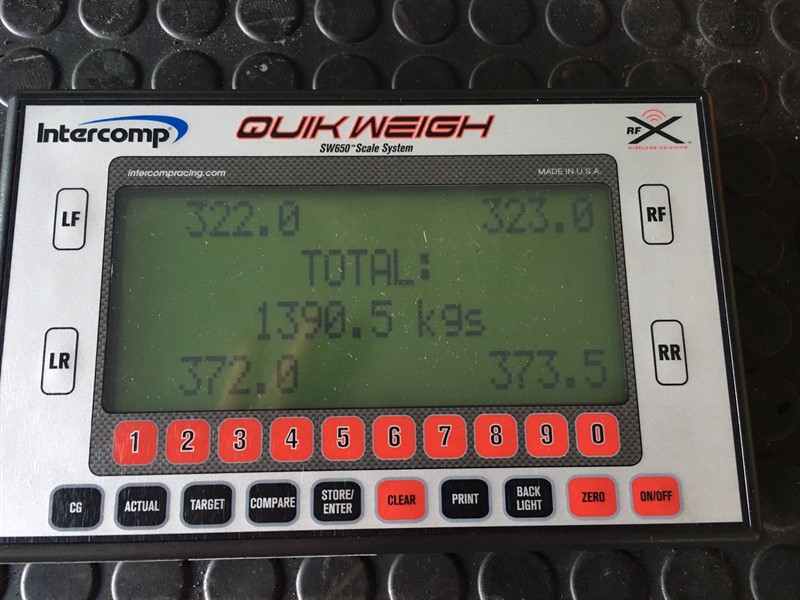 Intercomp
QUIK WEIGH
SW650™ Scale System
RF X
WIRELESS WEIGHING
intercompracing.com
MADE IN U.S.A.
LF
322.0
323.0
RF
TOTAL:
1390.5 kgs
LR
372.0
373.5
RR
1 2 3 4 5 6 7 8 9 0
CG
ACTUAL
TARGET
COMPARE
STORE/
ENTER
CLEAR
PRINT
BACK
LIGHT
ZERO
ON/OFF